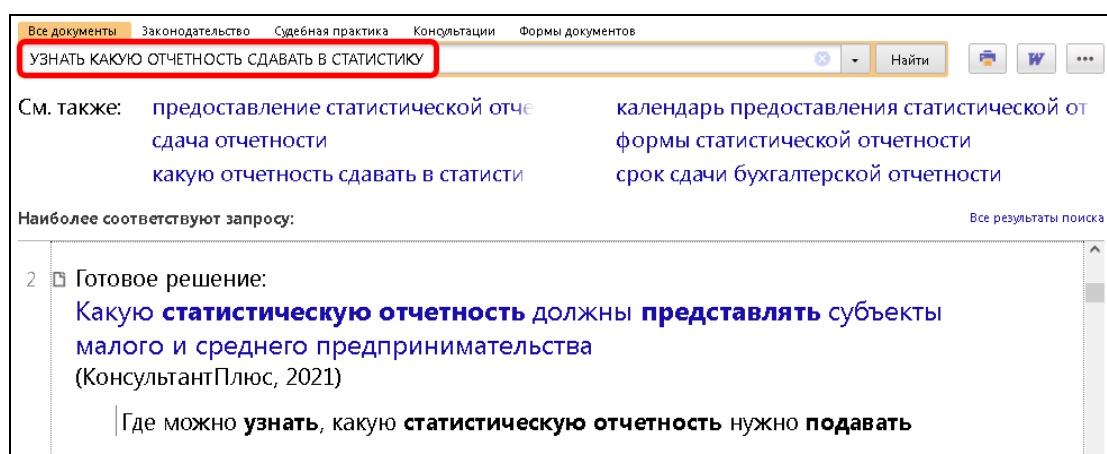 Все документы Законодательство Судебная практика Консультации Формы документов
УЗНАТЬ КАКУЮ ОТЧЕТНОСТЬ СДАВАТЬ В СТАТИСТИКУ Найти W
См. также: предоставление статистической отче календарь предоставления статистической от
сдача отчетности формы статистической отчетности
какую отчетность сдавать в статисти срок сдачи бухгалтерской отчетности
Наиболее соответствуют запросу: Все результаты поиска
2 Готовое решение:
Какую статистическую отчетность должны представлять субъекты
малого и среднего предпринимательства
(КонсультантПлюс, 2021)
Где можно узнать, какую статистическую отчетность нужно подавать